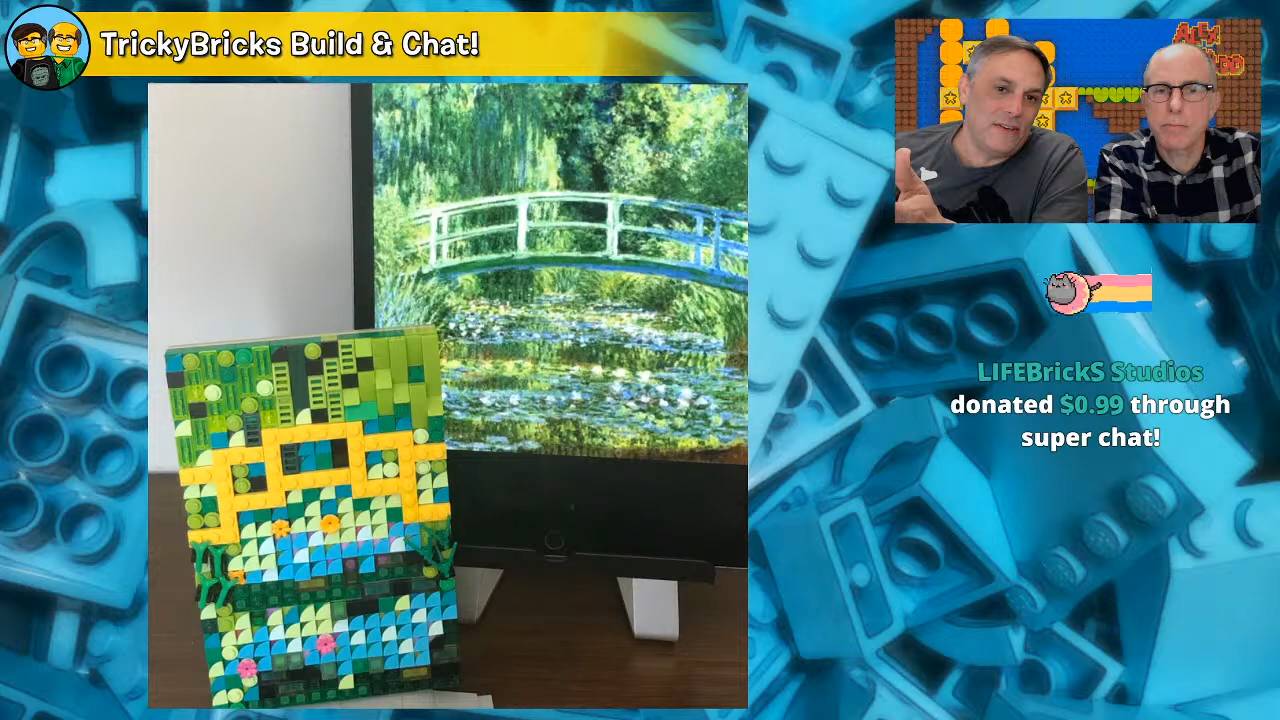 TrickyBricks Build & Chat!
LIFEBrickS Studios
donated $0.99 through
super chat!